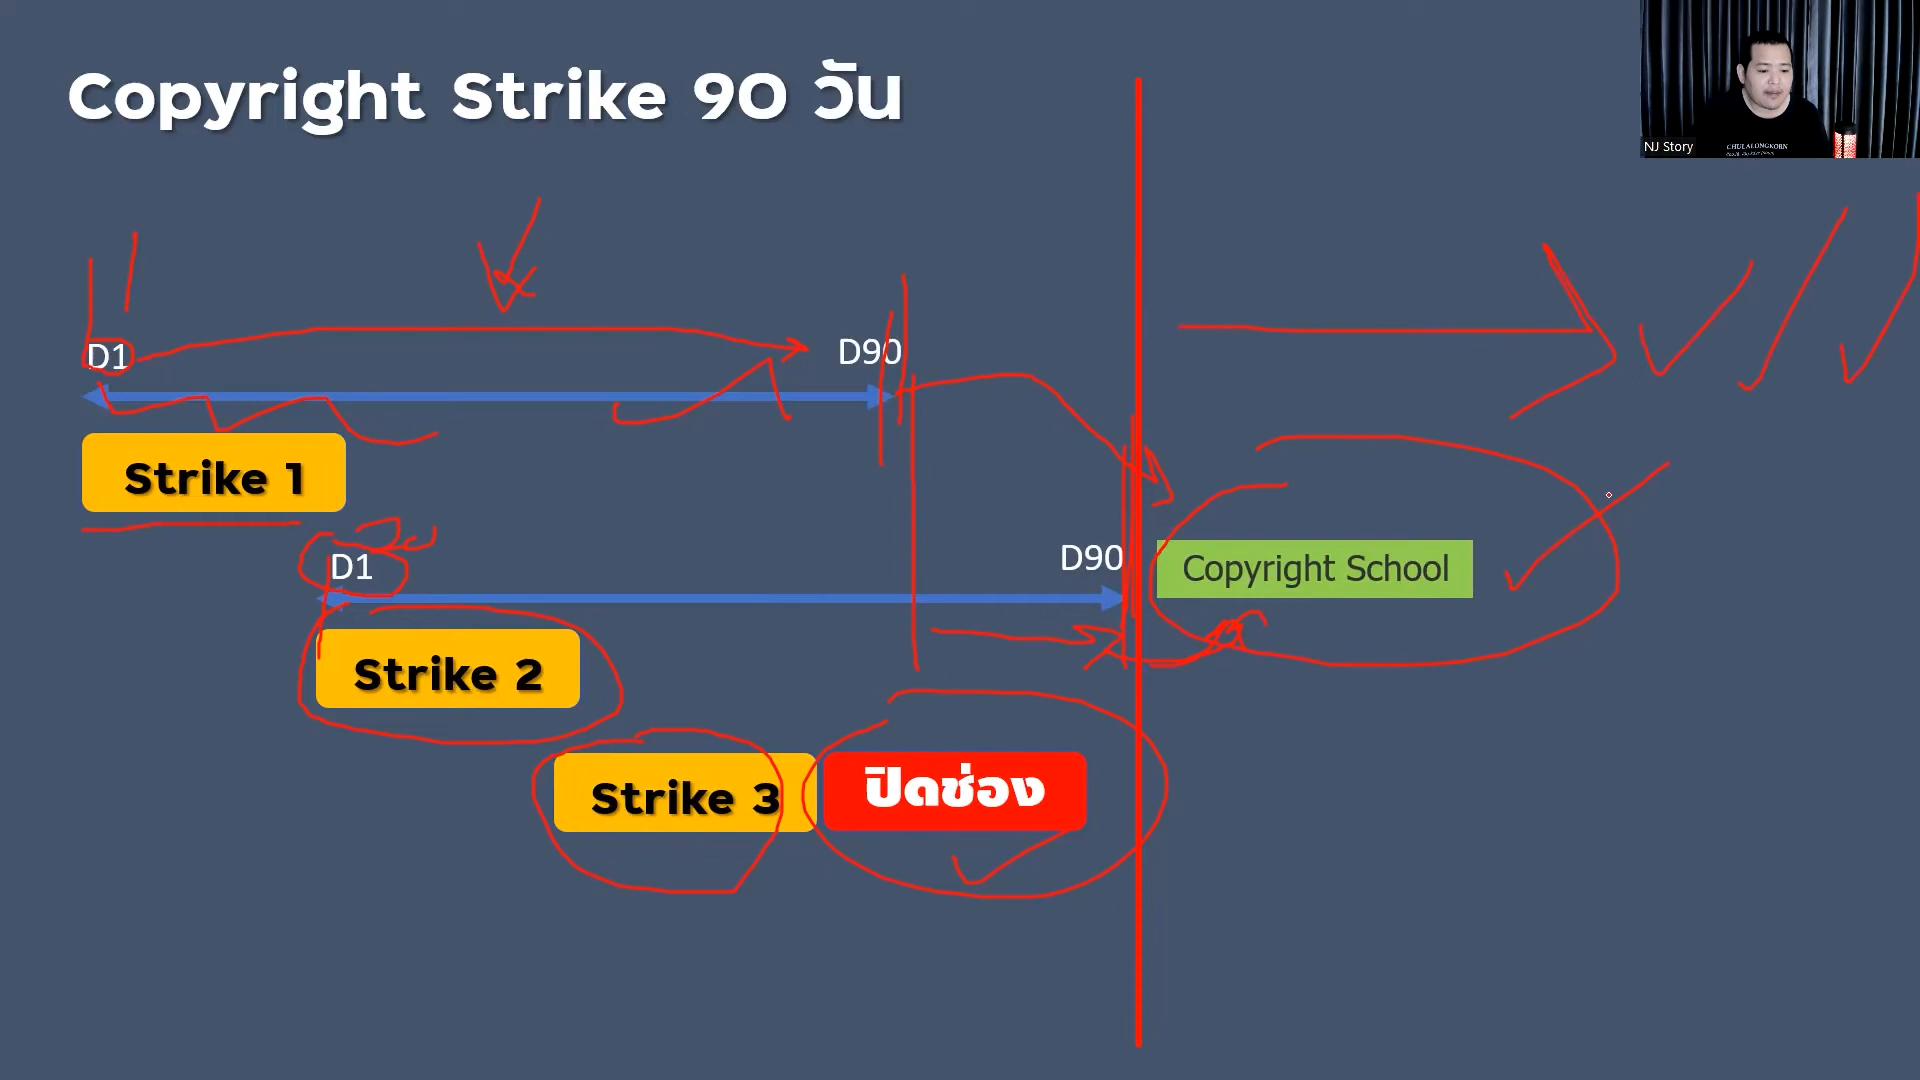 Copyright Strike 90 วัน
NJ Story
CHULALONGKORN
D1
D90
Strike 1
D1
D90
Copyright School
Strike 2
Strike 3
ปิดช่อง